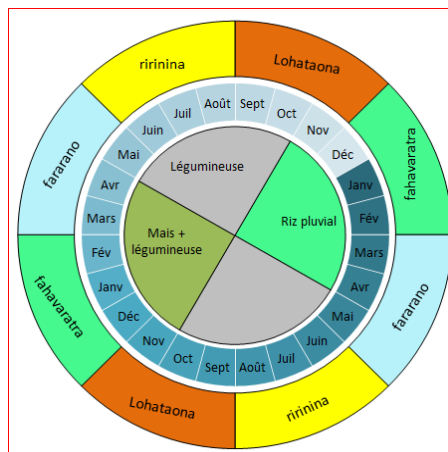 Lohataona
fahavaratra
fararano
ririnina
Lohataona
fahavaratra
fararano
ririnina
Sept
Oct
Nov
Déc
Janv
Fév
Mars
Avr
Mai
Juin
Juil
Août
Sept
Oct
Nov
Déc
Janv
Fév
Mars
Avr
Mai
Juin
Juil
Août
Légumineuse
Riz pluvial
Mais +
légumineuse